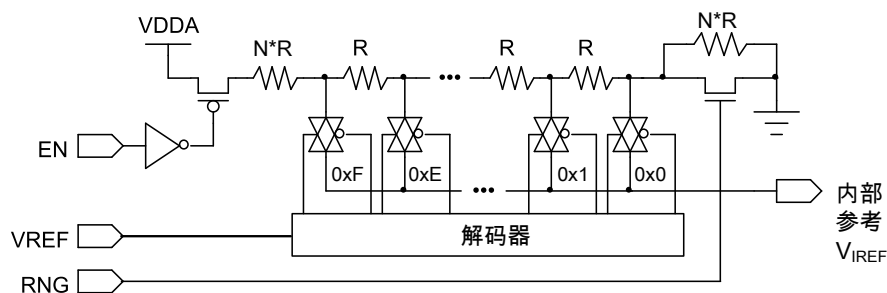 VDDA
N*R
R
R
R
N*R
EN
0xF
0xE
0x1
0x0
VREF
解码器
内部
参考
VIREF
RNG